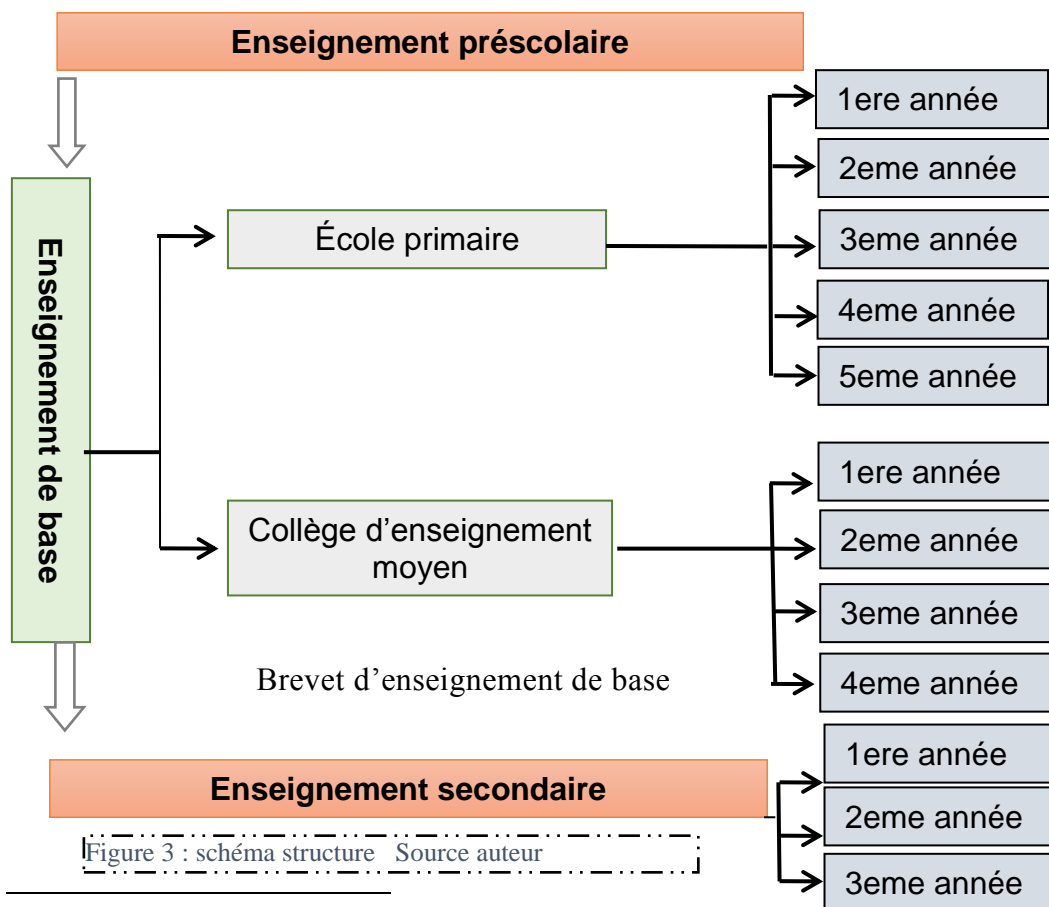 Enseignement préscolaire
1ere année
2eme année
3eme année
4eme année
5eme année
École primaire
Enseignement de base
Collège d’enseignement
moyen
1ere année
2eme année
3eme année
4eme année
Brevet d’enseignement de base
Enseignement secondaire
1ere année
2eme année
3eme année
Figure 3 : schéma structure Source auteur